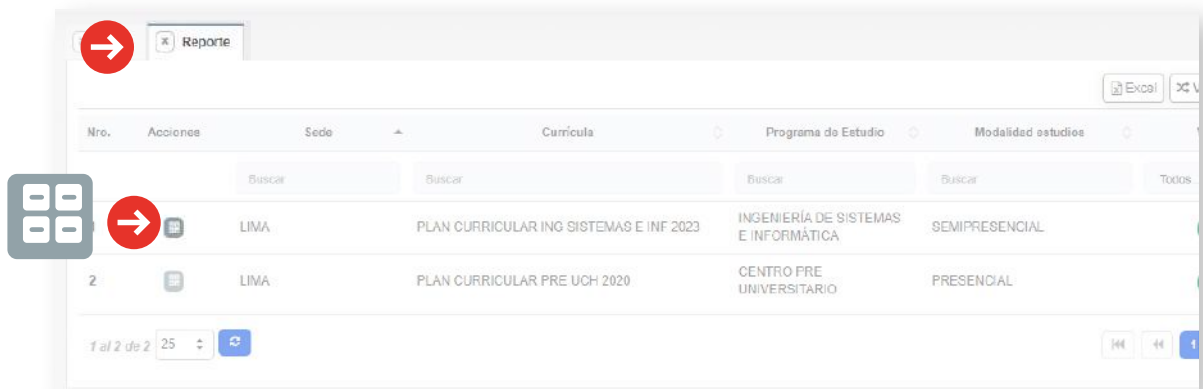 Reporte
Excel V
Nro. Acciones Sede Currícula Programa de Estudio Modalidad estudios
Buscar Buscar Buscar Buscar Todos
LIMA PLAN CURRICULAR ING SISTEMAS E INF 2023 INGENIERÍA DE SISTEMAS SEMIPRESENCIAL
E INFORMÁTICA
2 LIMA PLAN CURRICULAR PRE UCH 2020 CENTRO PRE PRESENCIAL
UNIVERSITARIO
1 al 2 de 2 25 1